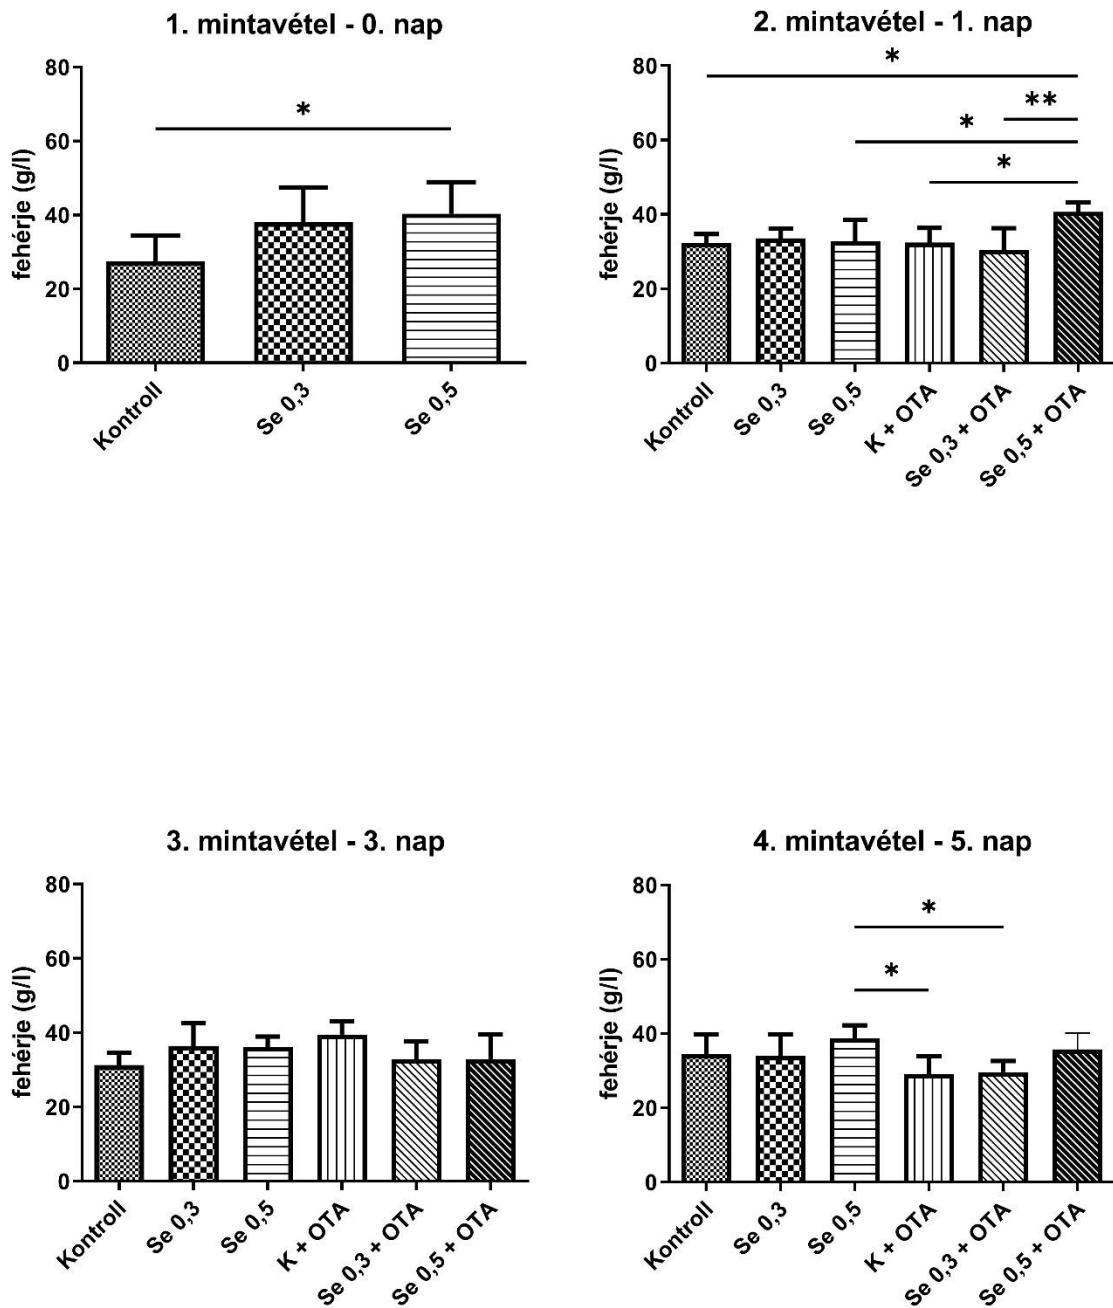 1. mintavétel - 0. nap
fehérje (g/l)
80
60
40
20
0
*
Kontroll
Se 0,3
Se 0,5
2. mintavétel - 1. nap
fehérje (g/l)
80
60
40
20
0
*
**
*
*
Kontroll
Se 0,3
Se 0,5
K + OTA
Se 0,3 + OTA
Se 0,5 + OTA
3. mintavétel - 3. nap
fehérje (g/l)
80
60
40
20
0
Kontroll
Se 0,3
Se 0,5
K + OTA
Se 0,3 + OTA
Se 0,5 + OTA
4. mintavétel - 5. nap
fehérje (g/l)
80
60
40
20
0
*
*
Kontroll
Se 0,3
Se 0,5
K + OTA
Se 0,3 + OTA
Se 0,5 + OTA